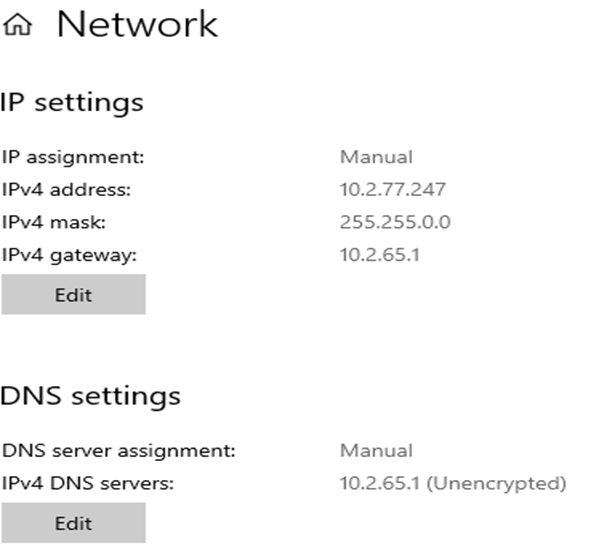 Network
IP settings
IP assignment: Manual
IPv4 address: 10.2.77.247
IPv4 mask: 255.255.0.0
IPv4 gateway: 10.2.65.1
Edit
DNS settings
DNS server assignment: Manual
IPv4 DNS servers: 10.2.65.1 (Unencrypted)
Edit